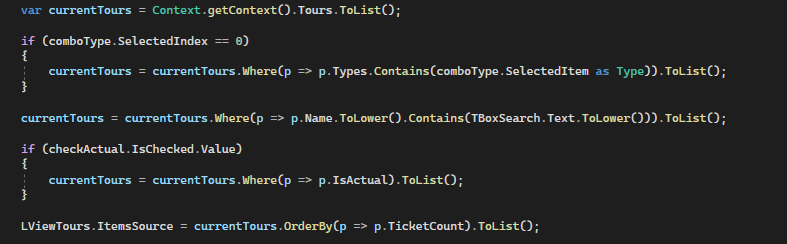 var currentTours = Context.getContext().Tours.ToList();
if (comboType.SelectedIndex == 0)
{
currentTours = currentTours.Where(p => p.Types.Contains(comboType.SelectedItem as Type)).ToList();
}
currentTours = currentTours.Where(p => p.Name.ToLower().Contains(TBoxSearch.Text.ToLower())).ToList();
if (checkActual.IsChecked.Value)
{
currentTours = currentTours.Where(p => p.IsActual).ToList();
}
LViewTours.ItemsSource = currentTours.OrderBy(p => p.TicketCount).ToList();